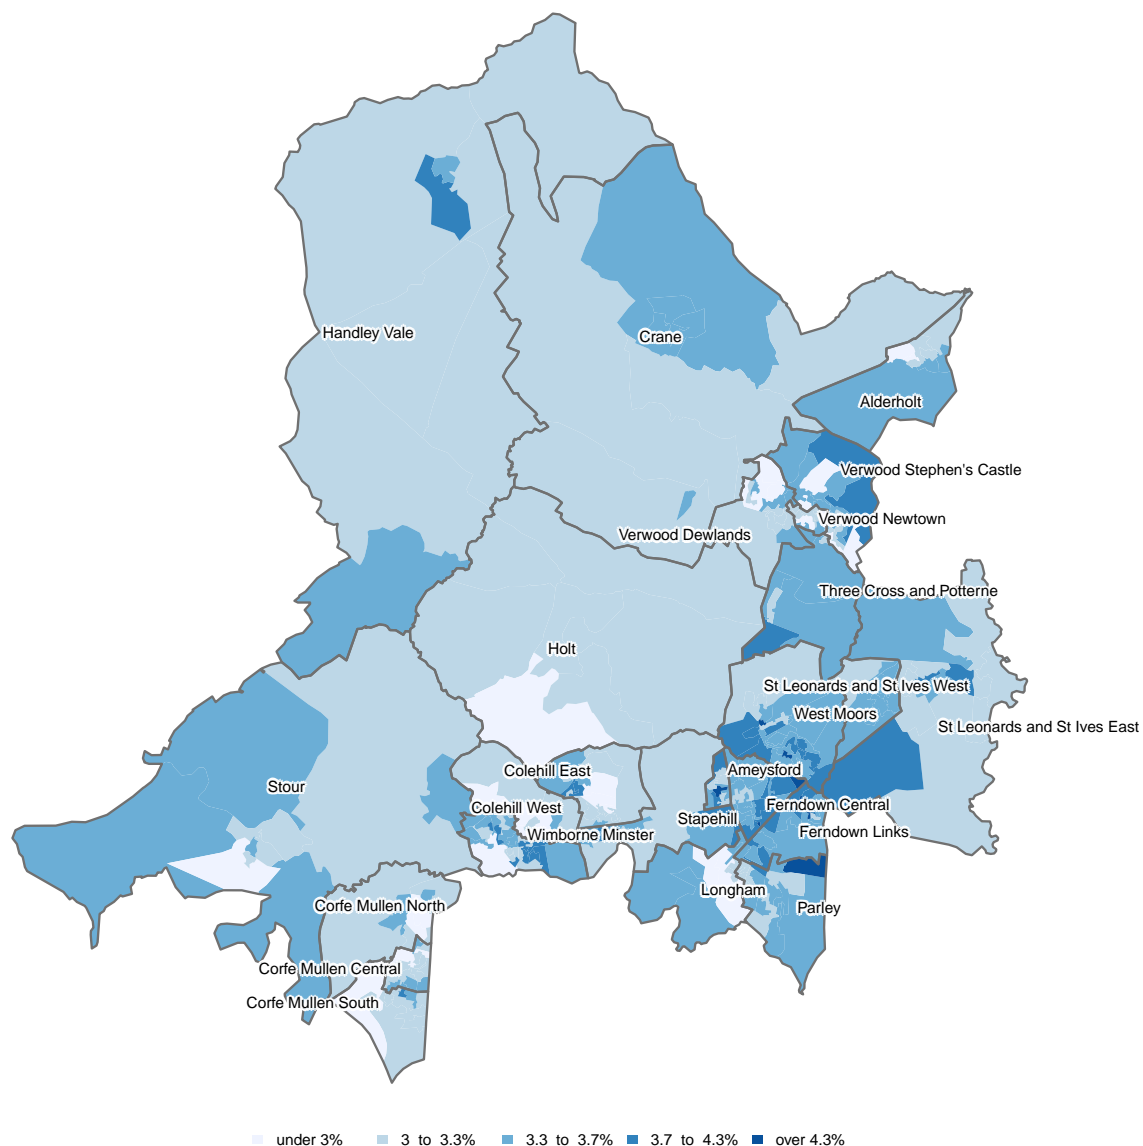 Handley Vale
Crane
Alderholt
Verwood Stephen's Castle
Verwood Newtown
Verwood Dewlands
Three Cross and Potterne
Holt
St Leonards and St Ives West
West Moors
St Leonards and St Ives East
Colehill East
Ameysford
Stour
Colehill West
Ferndown Central
Stapehill
Wimborne Minster
Ferndown Links
Longham
Corfe Mullen North
Parley
Corfe Mullen Central
Corfe Mullen South
under 3% 3 to 3.3% 3.3 to 3.7% 3.7 to 4.3% over 4.3%